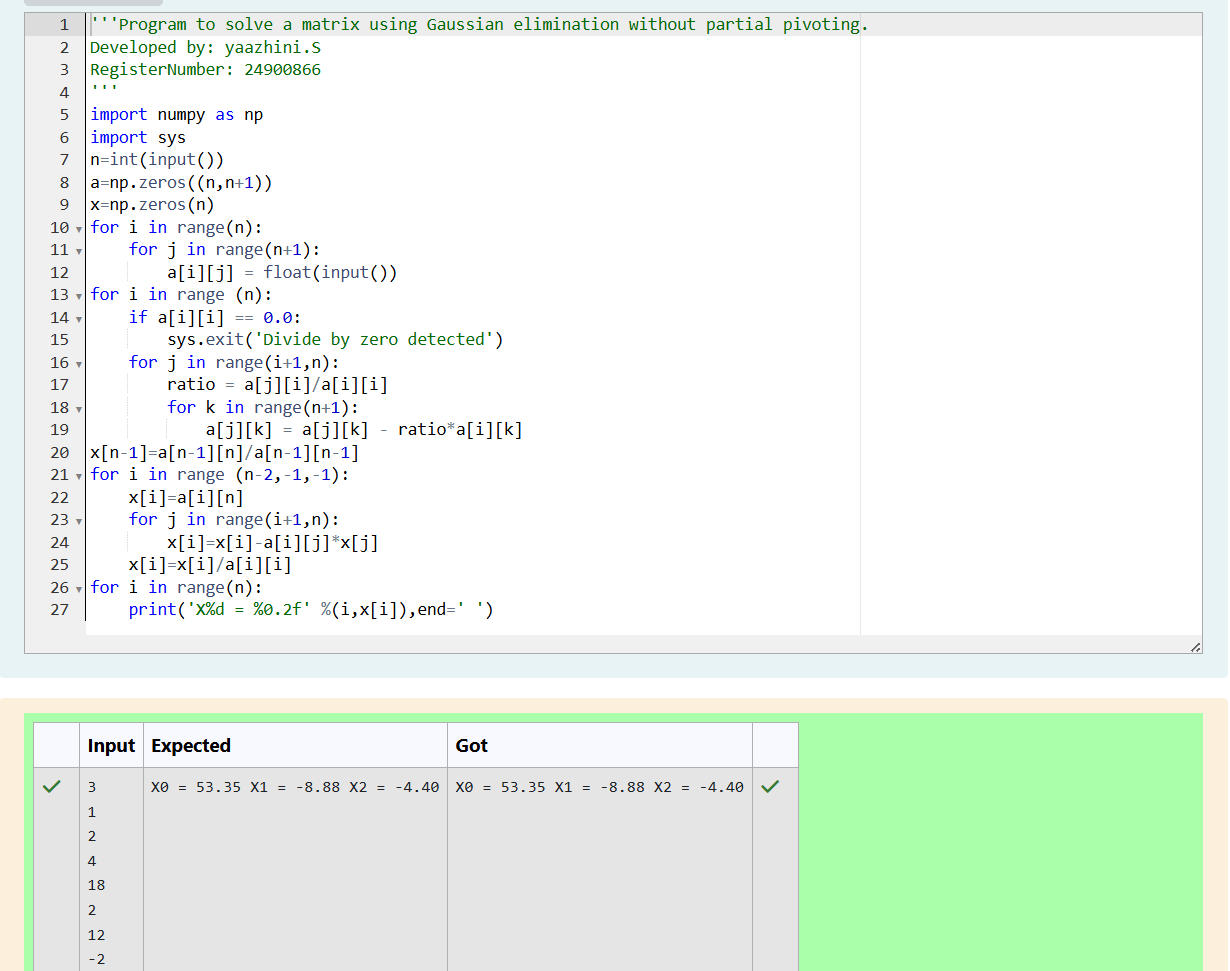 1 '''Program to solve a matrix using Gaussian elimination without partial pivoting.
2 Developed by: yaazhini.S
3 RegisterNumber: 24900866
4 '''
5 import numpy as np
6 import sys
7 n=int(input())
8 a=np.zeros((n,n+1))
9 x=np.zeros(n)
10 for i in range(n):
11     for j in range(n+1):
12         a[i][j] = float(input())
13 for i in range (n):
14     if a[i][i] == 0.0:
15         sys.exit('Divide by zero detected')
16     for j in range(i+1,n):
17         ratio = a[j][i]/a[i][i]
18         for k in range(n+1):
19             a[j][k] = a[j][k] - ratio*a[i][k]
20 x[n-1]=a[n-1][n]/a[n-1][n-1]
21 for i in range (n-2,-1,-1):
22     x[i]=a[i][n]
23     for j in range(i+1,n):
24         x[i]=x[i]-a[i][j]*x[j]
25     x[i]=x[i]/a[i][i]
26 for i in range(n):
27     print('X%d = %0.2f' %(i,x[i]),end=' ')
Input Expected Got
3 X0 = 53.35 X1 = -8.88 X2 = -4.40 X0 = 53.35 X1 = -8.88 X2 = -4.40
1
2
4
18
2
12
-2